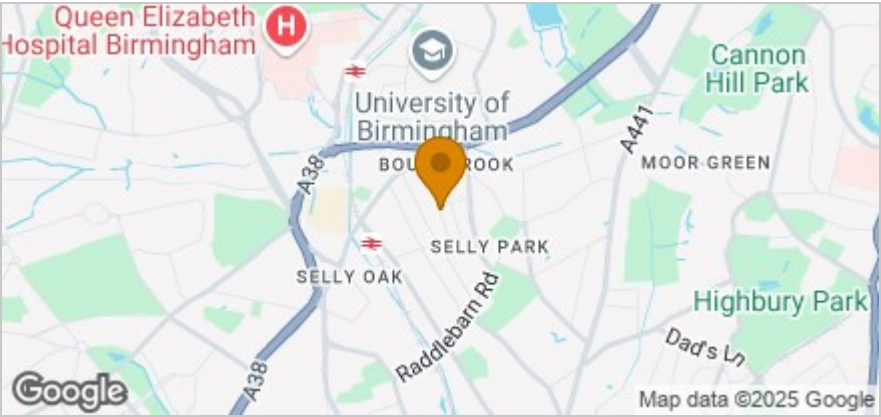 Queen Elizabeth
Hospital Birmingham
H
Cannon
Hill Park
University of
Birmingham
A441
A38
MOOR GREEN
SELLY PARK
SELLY OAK
Raddlebarn Rd
Highbury Park
Dad's Ln
A38
Google
Map data ©2025 Google